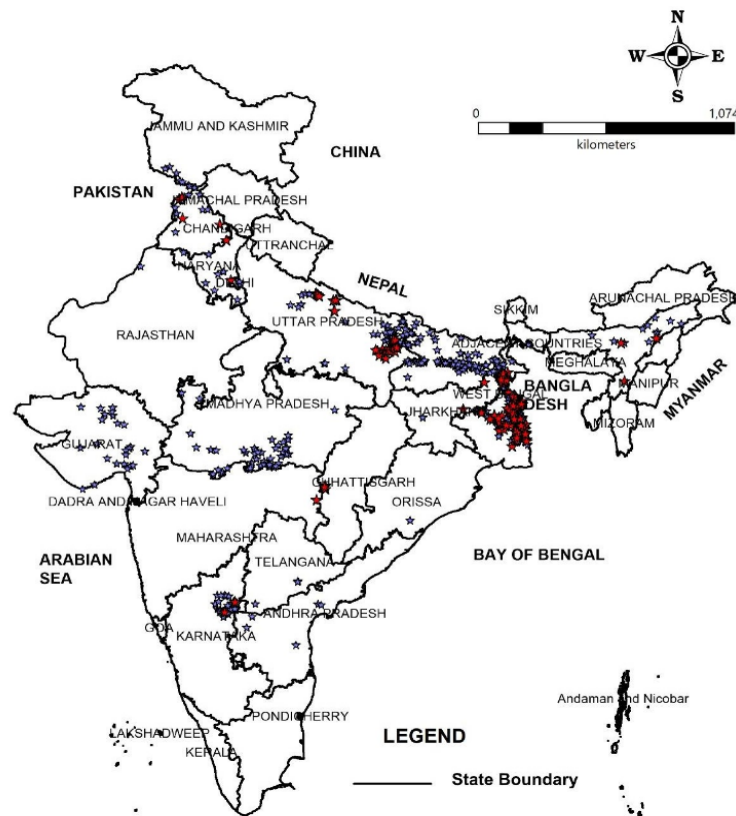 N
W E
S
0 1,074
kilometers
JAMMU AND KASHMIR
CHINA
PAKISTAN
HIMACHAL PRADESH
CHANDIGARH
UTTRANCHAL
HARYANA
DELHI
NEPAL
SIKKIM
ARUNACHAL PRADESH
RAJASTHAN
UTTAR PRADESH
ADJACENT COUNTRIES
MEGHALAYA
BANGLA
DESH
MANIPUR
MYANMAR
WEST BENGAL
MADHYA PRADESH
JHARKHAND
MIZORAM
GUJARAT
CHHATTISGARH
DADRA AND NAGAR HAVELI
ORISSA
MAHARASHTRA
ARABIAN
SEA
TELANGANA
BAY OF BENGAL
ANDHRA PRADESH
GOA
KARNATAKA
Andaman and Nicobar
PONDICHERRY
LAKSHADWEEP
KERALA
LEGEND
State Boundary